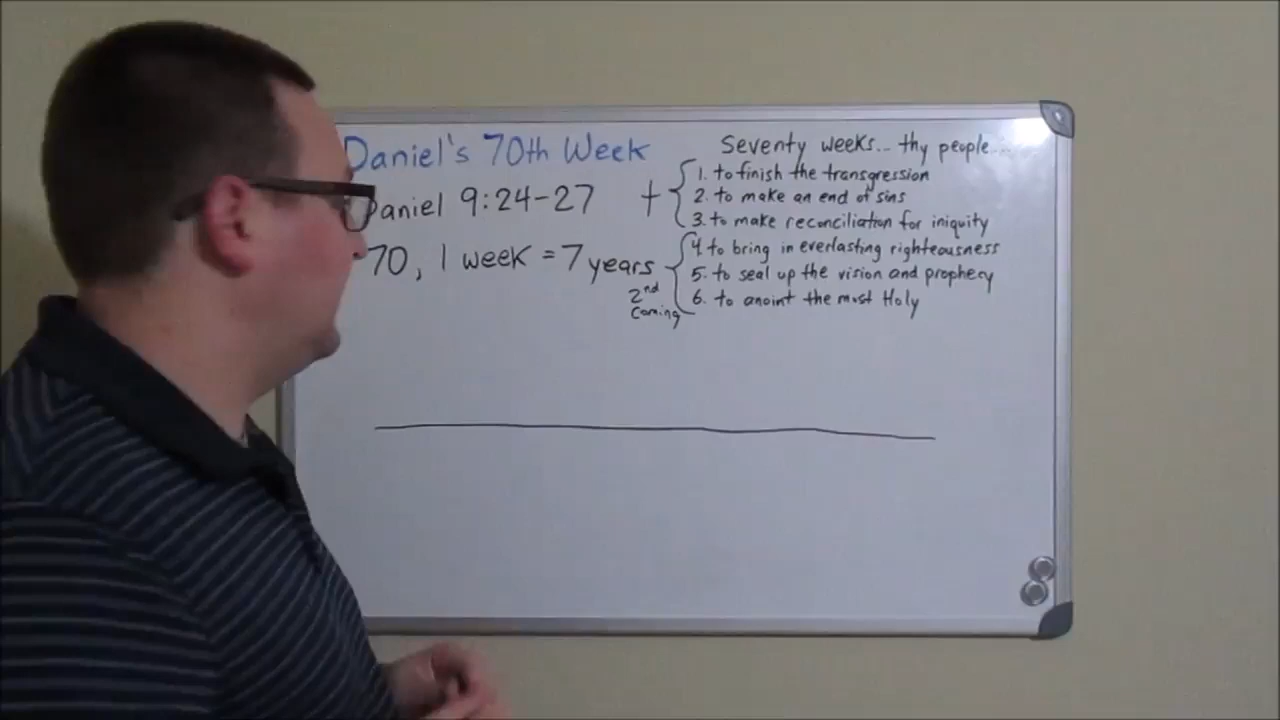 Daniel's 70th Week
Daniel 9:24-27
70, 1 week = 7 years
Seventy weeks... thy people...
†
1. to finish the transgression
2. to make an end of sins
3. to make reconciliation for iniquity
2nd
Coming
4. to bring in everlasting righteousness
5. to seal up the vision and prophecy
6. to anoint the most Holy